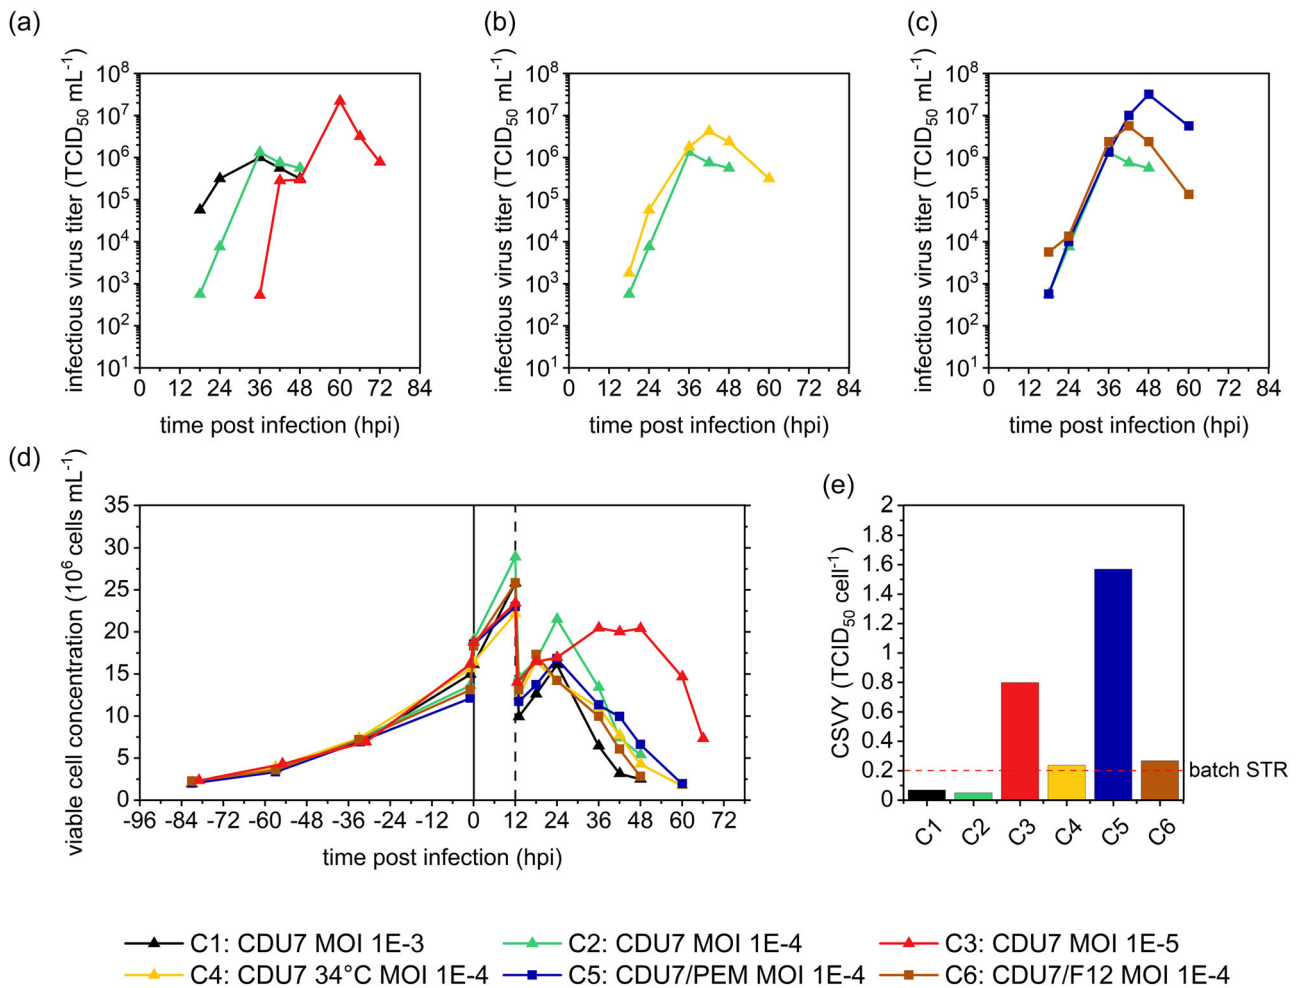 (a)
(b)
(c)
infectious virus titer (TCID50 mL-1)
10^8
10^7
10^6
10^5
10^4
10^3
10^2
10^1
0 12 24 36 48 60 72 84
time post infection (hpi)
infectious virus titer (TCID50 mL-1)
10^8
10^7
10^6
10^5
10^4
10^3
10^2
10^1
0 12 24 36 48 60 72 84
time post infection (hpi)
infectious virus titer (TCID50 mL-1)
10^8
10^7
10^6
10^5
10^4
10^3
10^2
10^1
0 12 24 36 48 60 72 84
time post infection (hpi)
(d)
viable cell concentration (10^6 cells mL-1)
35
30
25
20
15
10
5
0
-96 -84 -72 -60 -48 -36 -24 -12 0 12 24 36 48 60 72
time post infection (hpi)
(e)
CSVY (TCID50 cell-1)
2
1.8
1.6
1.4
1.2
1
0.8
0.6
0.4
0.2
0
batch STR
C1 C2 C3 C4 C5 C6
C1: CDU7 MOI 1E-3 C2: CDU7 MOI 1E-4 C3: CDU7 MOI 1E-5
C4: CDU7 34°C MOI 1E-4 C5: CDU7/PEM MOI 1E-4 C6: CDU7/F12 MOI 1E-4